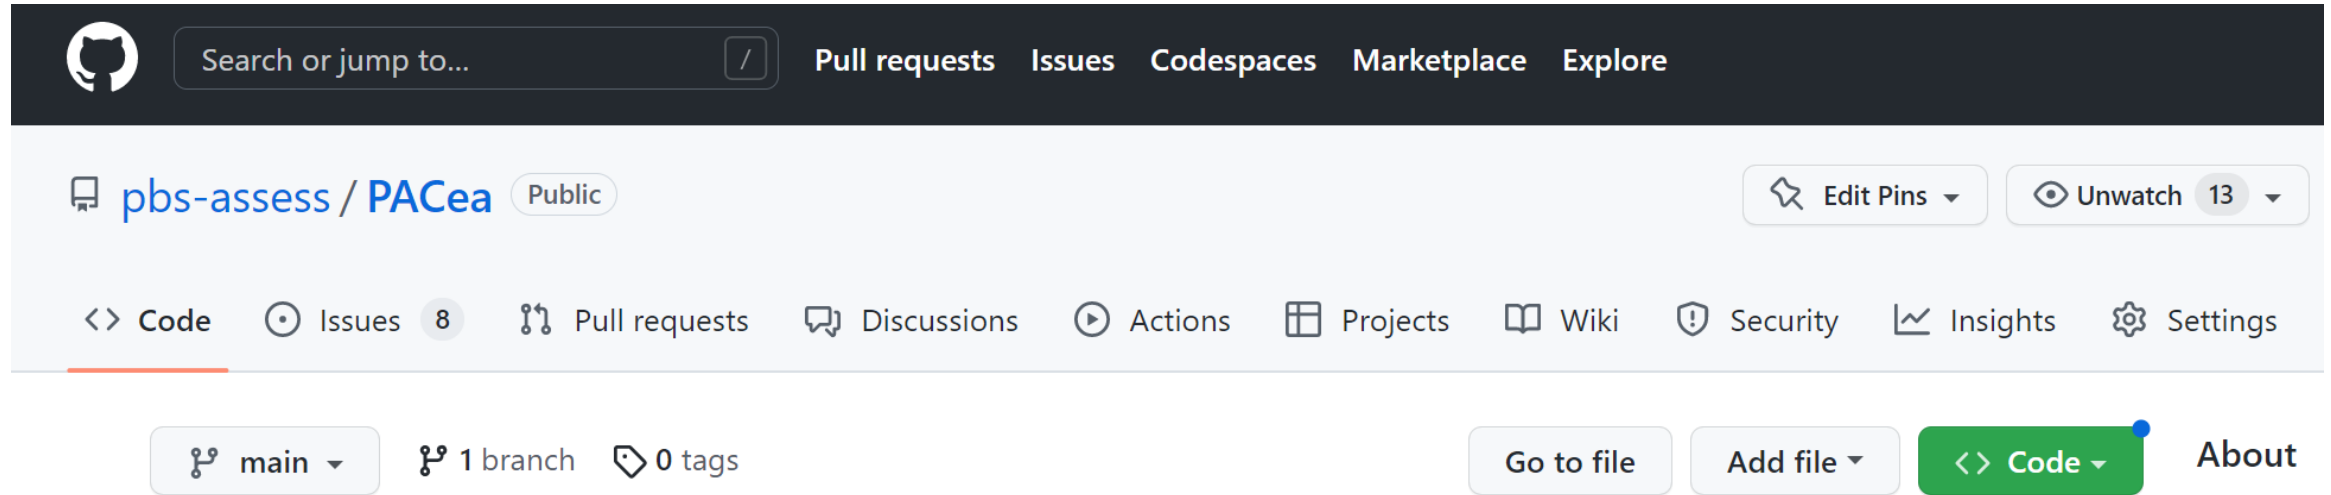 Search or jump to... / Pull requests Issues Codespaces Marketplace Explore
pbs-assess / PACea Public Edit Pins Unwatch 13
Code Issues 8 Pull requests Discussions Actions Projects Wiki Security Insights Settings
main 1 branch 0 tags Go to file Add file Code About